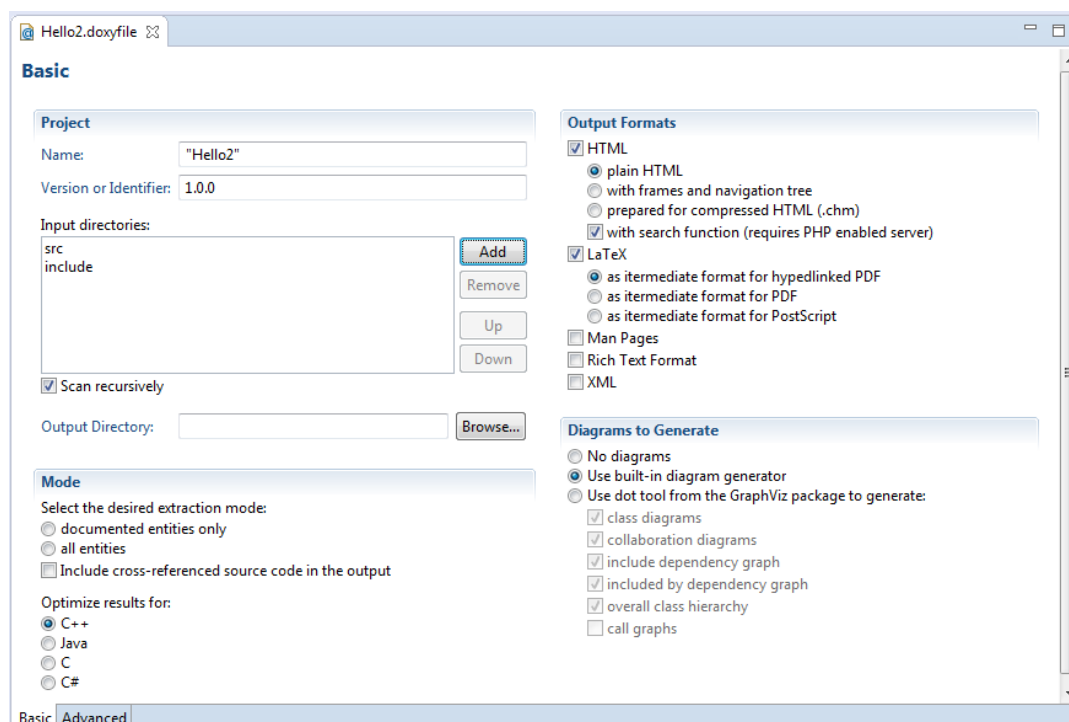 Hello2.doxyfile
Basic
Project
Name: "Hello2"
Version or Identifier: 1.0.0
Input directories:
src
include
Add
Remove
Up
Down
Scan recursively
Output Directory:
Browse...
Mode
Select the desired extraction mode:
documented entities only
all entities
Include cross-referenced source code in the output
Optimize results for:
C++
Java
C
C#
Output Formats
HTML
plain HTML
with frames and navigation tree
prepared for compressed HTML (.chm)
with search function (requires PHP enabled server)
LaTeX
as itermediate format for hypedlinked PDF
as itermediate format for PDF
as itermediate format for PostScript
Man Pages
Rich Text Format
XML
Diagrams to Generate
No diagrams
Use built-in diagram generator
Use dot tool from the GraphViz package to generate:
class diagrams
collaboration diagrams
include dependency graph
included by dependency graph
overall class hierarchy
call graphs
Basic Advanced